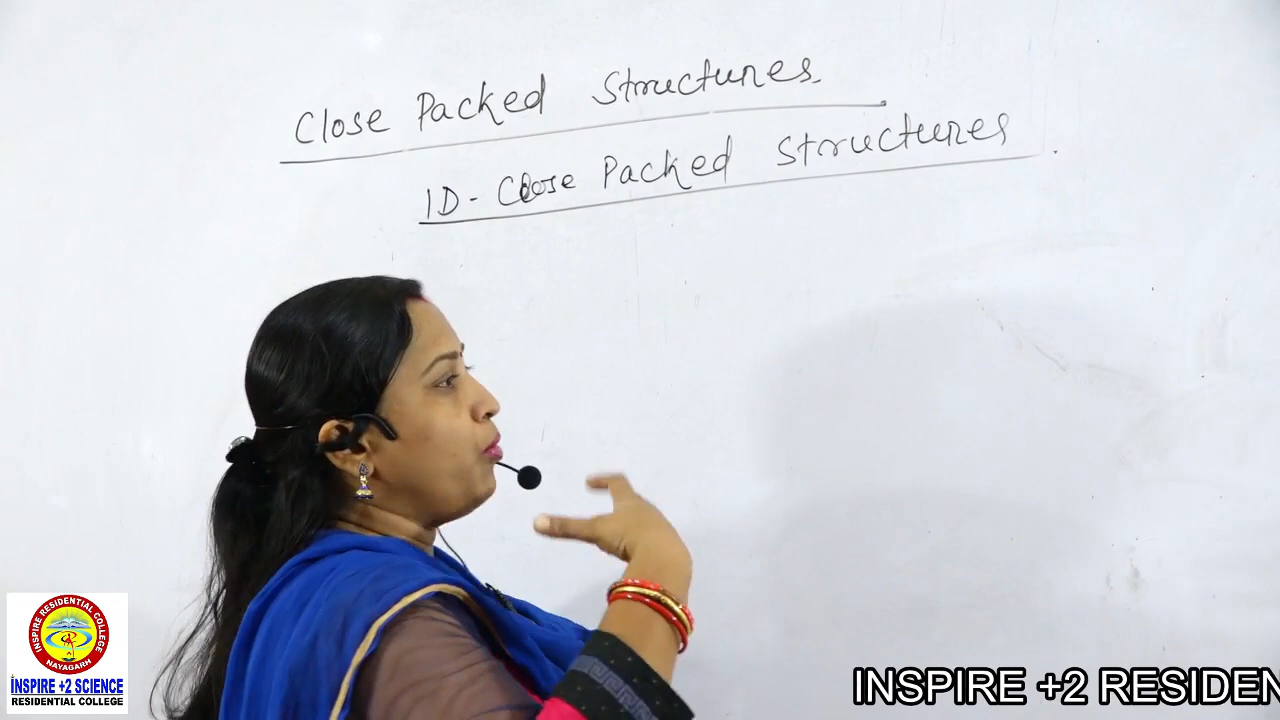 Close Packed Structures.
1D - Close Packed Structures.
INSPIRE RESIDENTIAL COLLEGE
NAYAGARH
INSPIRE +2 SCIENCE
RESIDENTIAL COLLEGE
INSPIRE +2 RESIDEN